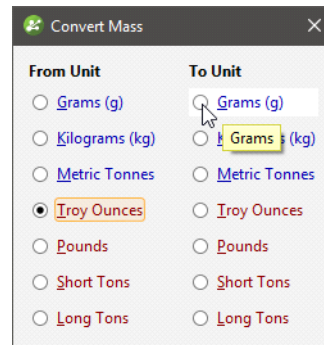 Convert Mass
From Unit To Unit
Grams (g) Grams (g)
Kilograms (kg) Grams (kg)
Metric Tonnes Metric Tonnes
Troy Ounces Troy Ounces
Pounds Pounds
Short Tons Short Tons
Long Tons Long Tons